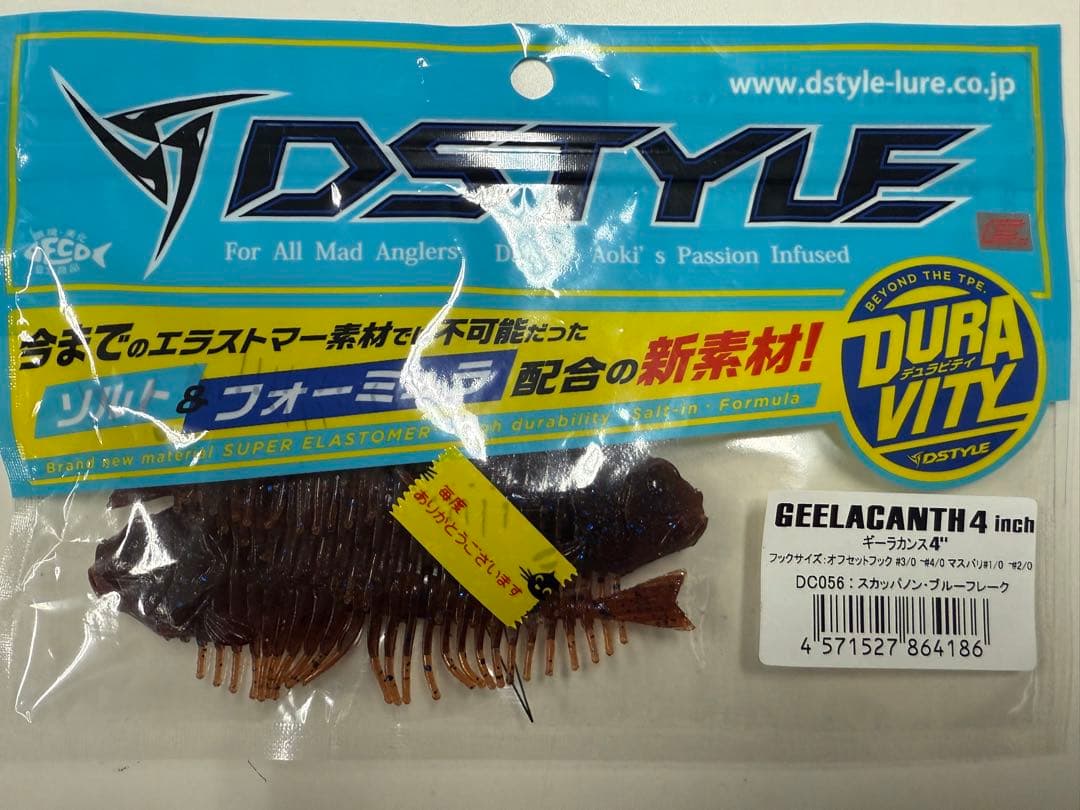 www.dstyle-lure.co.jp
DSTYLE
For All Mad Anglers Aoki's Passion Infused
BEYOND THE TPE.
DURA
デュラビティ
VITY
DSTYLE
今までのエラストマー素材では不可能だった
ソルト&フォーミュラ配合の新素材!
Brand new material SUPER ELASTOMER high durability · Salt-in · Formula
毎度
ありがとうございます
GEELACANTH 4 inch
ギーラカンス4"
フックサイズ:オフセットフック #3/0 ~#4/0 マスバリ#1/0 ~#2/0
DC056:スカッパノン・ブルーフレーク
4 571527 864186